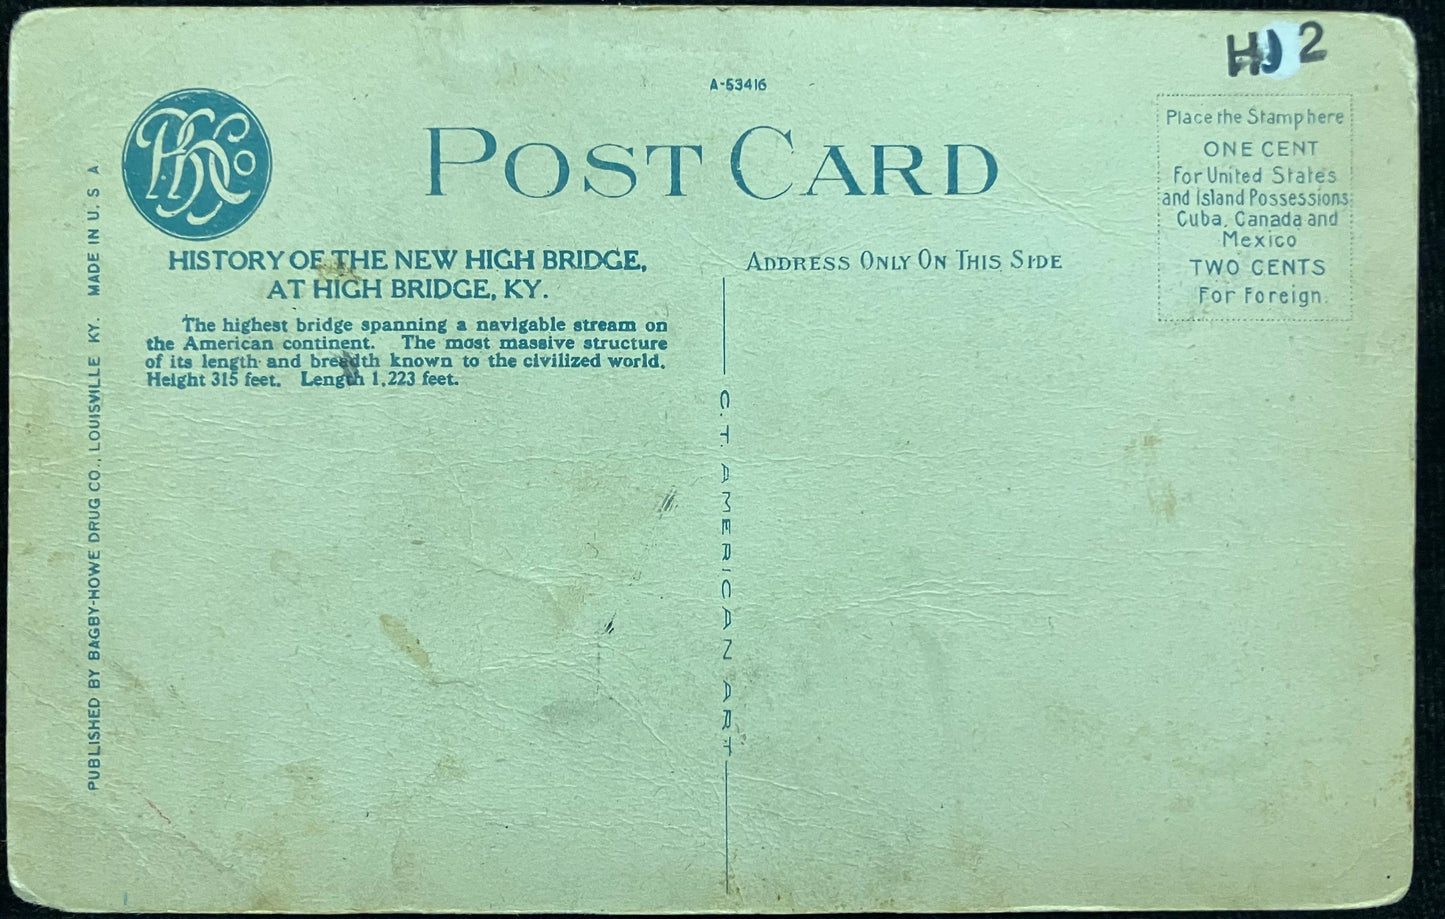 HJ 2
A-53416
POST CARD
Place the Stamp here
ONE CENT
For United States
and Island Possessions,
Cuba, Canada and
Mexico
TWO CENTS
For Foreign.
HISTORY OF THE NEW HIGH BRIDGE,
AT HIGH BRIDGE, KY.
The highest bridge spanning a navigable stream on
the American continent. The most massive structure
of its length and breadth known to the civilized world.
Height 315 feet. Length 1,223 feet.
ADDRESS ONLY ON THIS SIDE
C.T. AMERICAN ART
PUBLISHED BY BAGBY-HOWE DRUG CO., LOUISVILLE KY. MADE IN U.S A